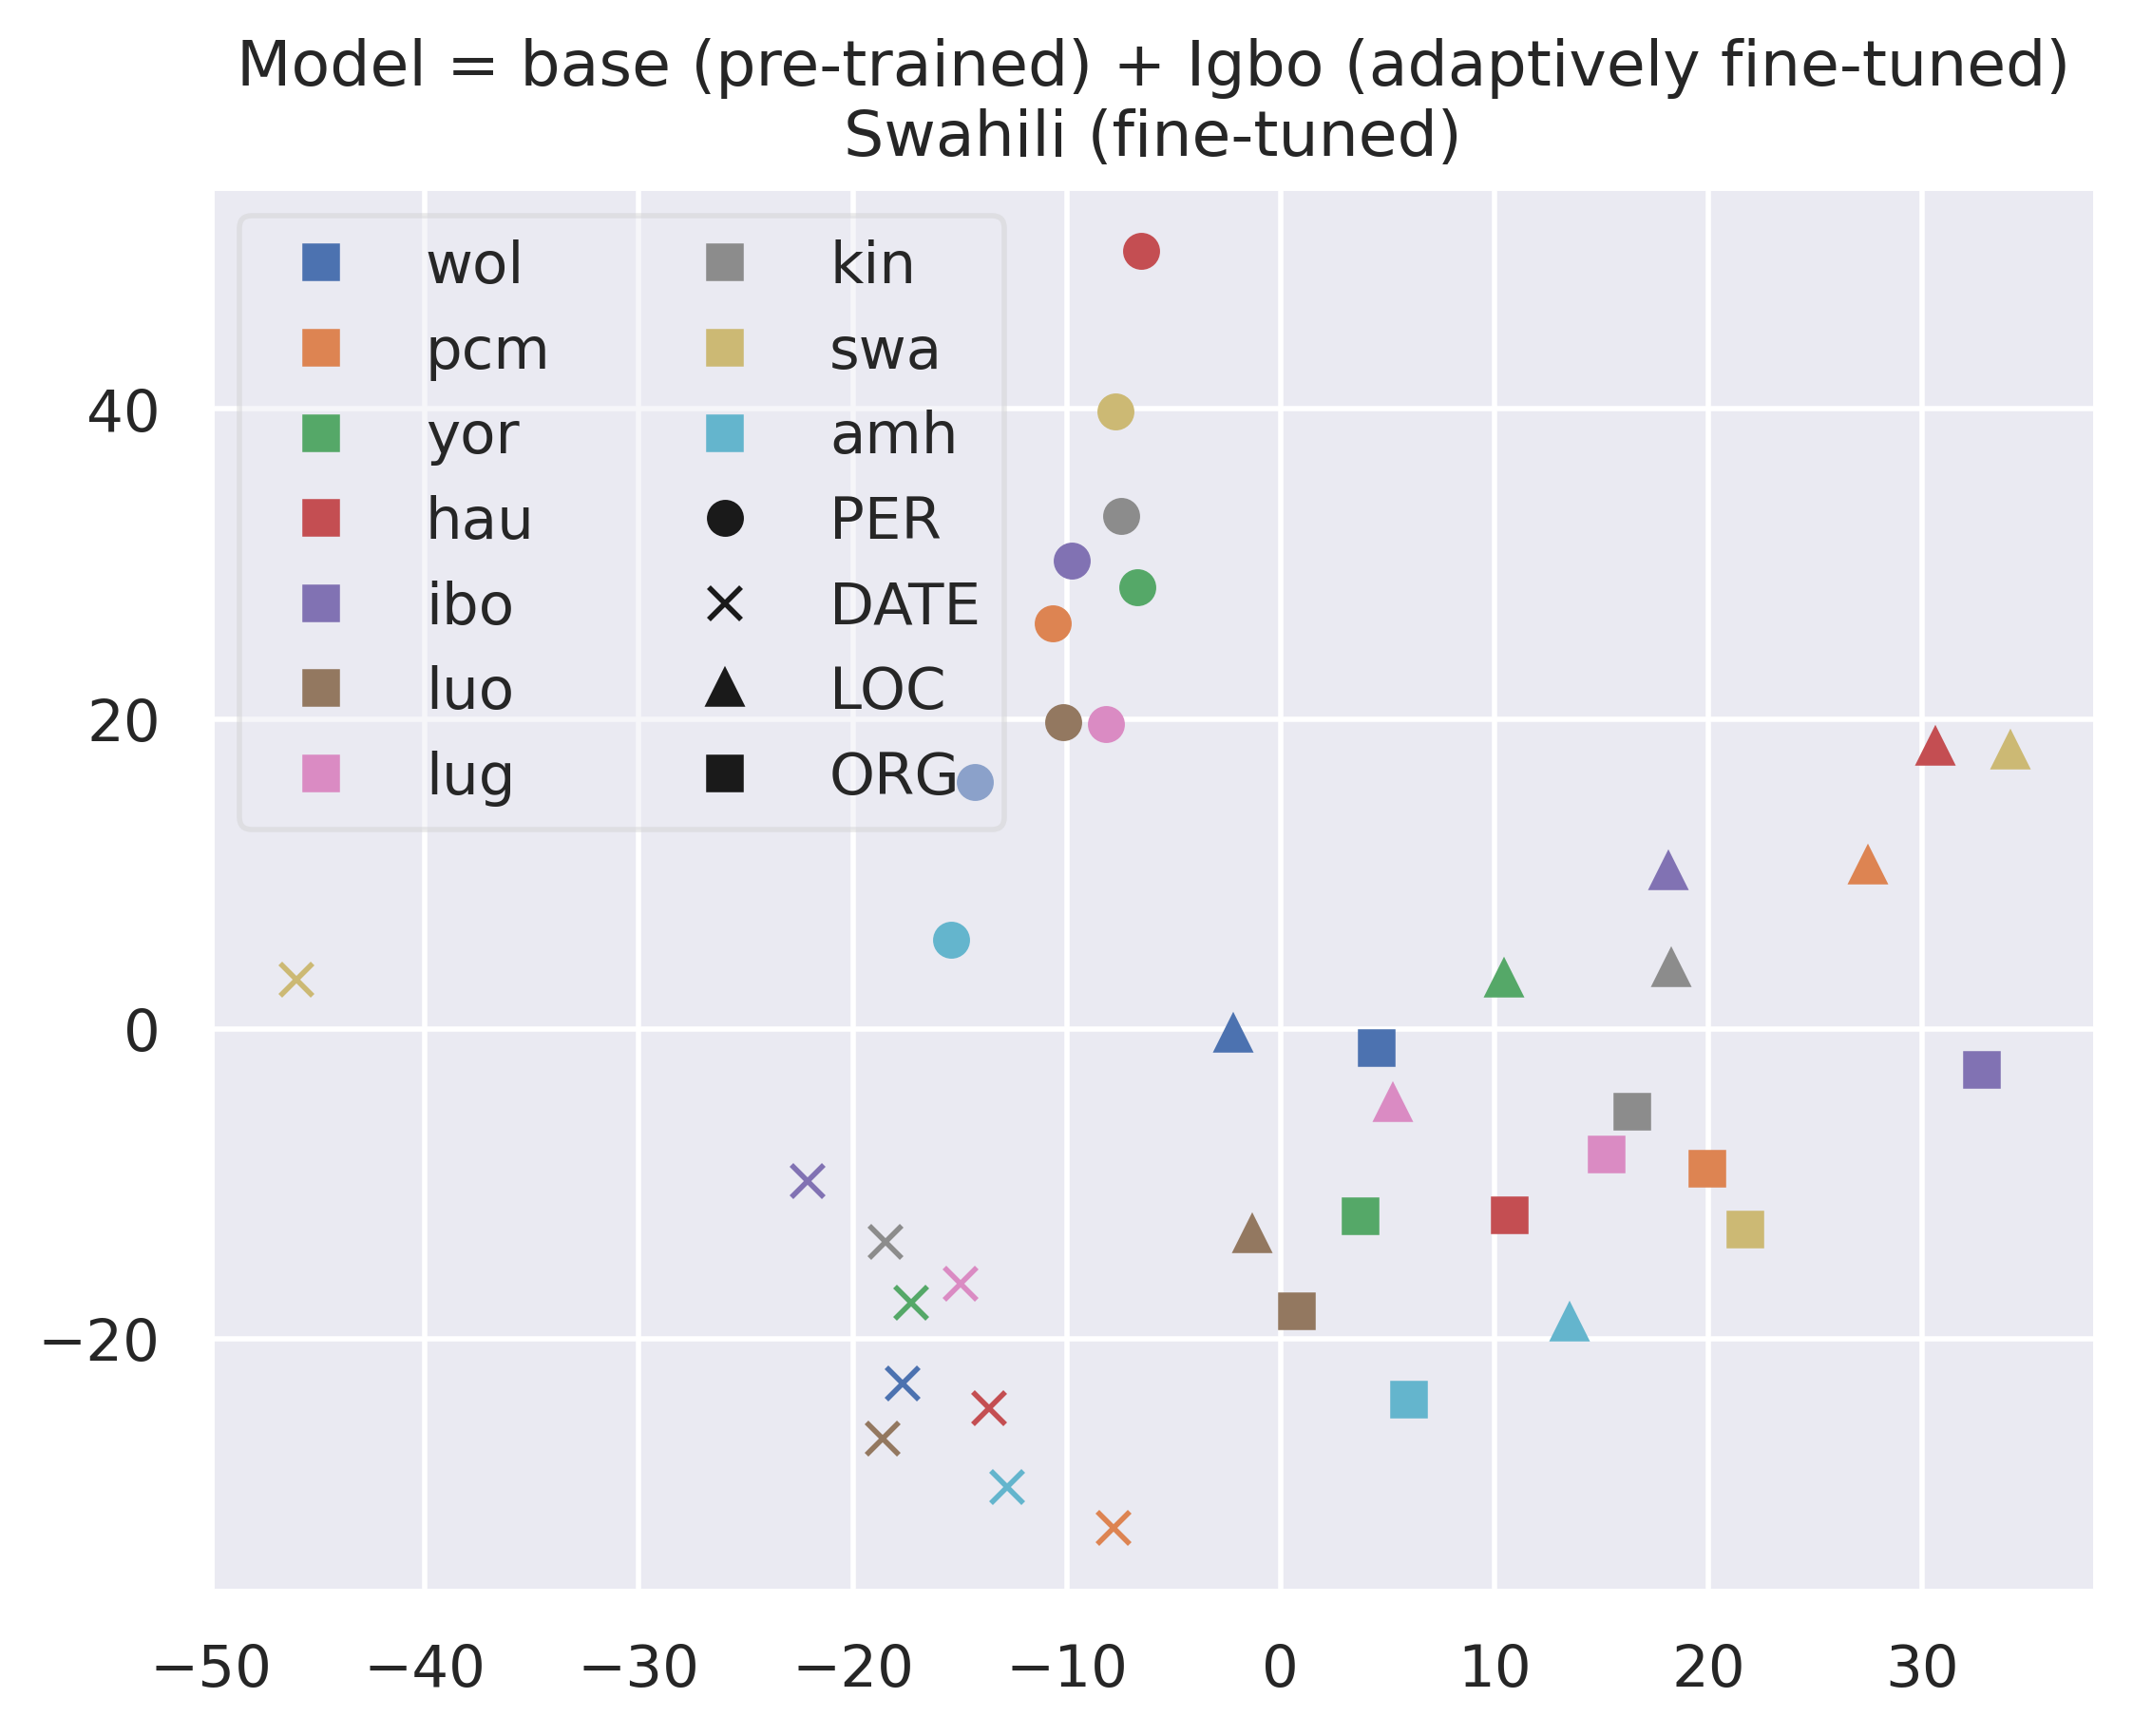 Model = base (pre-trained) + Igbo (adaptively fine-tuned)
Swahili (fine-tuned)
wol
pcm
yor
hau
ibo
luo
lug
kin
swa
amh
PER
DATE
LOC
ORG
40
20
0
−20
−50 −40 −30 −20 −10 0 10 20 30